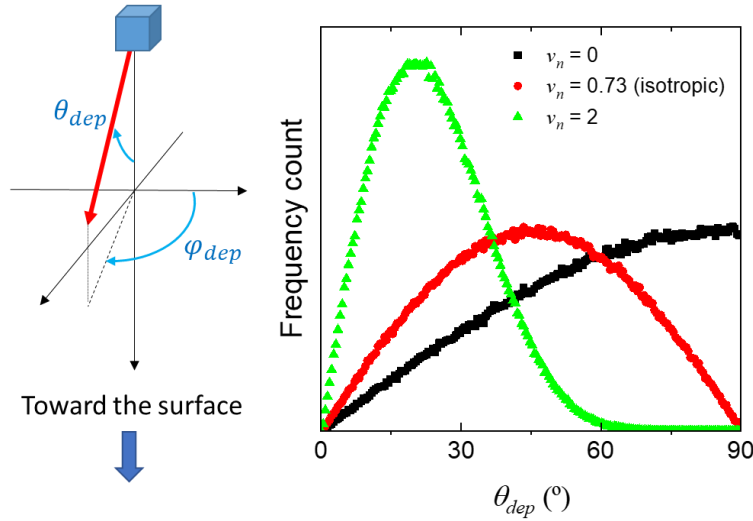 θdep
φdep
Toward the surface
Frequency count
vn = 0
vn = 0.73 (isotropic)
vn = 2
0
30
60
90
θdep (º)